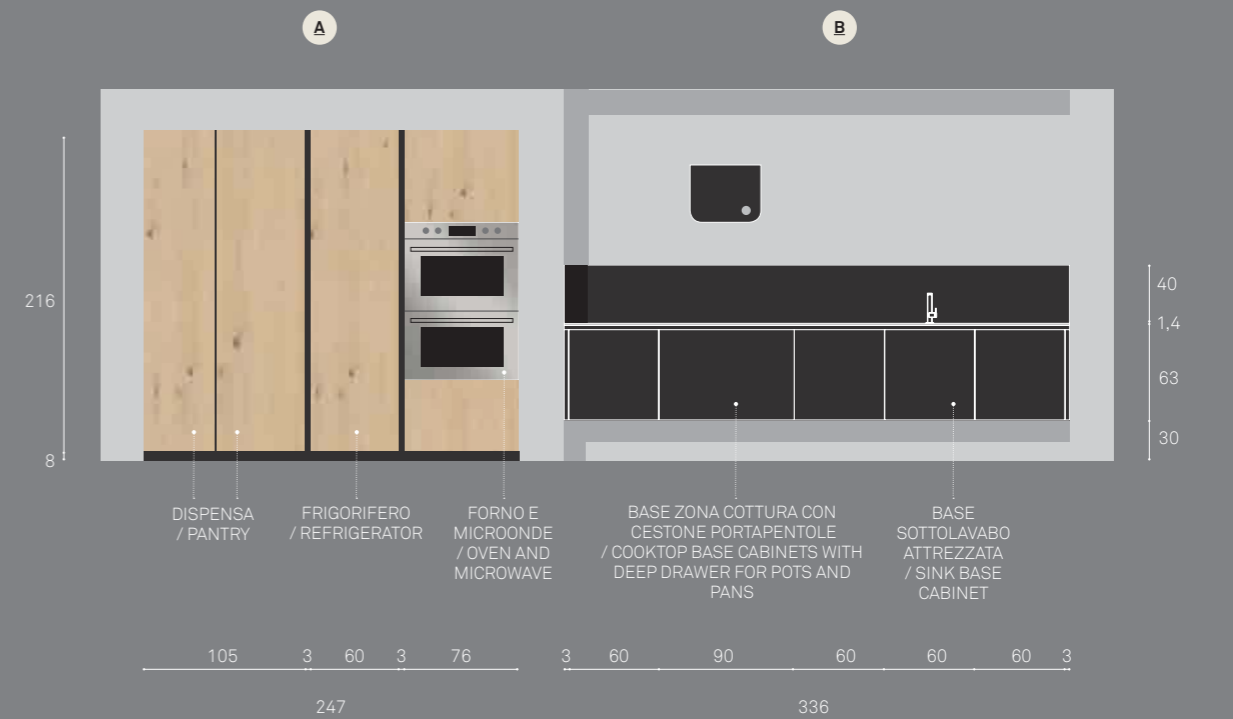 A
B
216
8
40
1,4
63
30
DISPENSA
/ PANTRY
FRIGORIFERO
/ REFRIGERATOR
FORNO E
MICROONDE
/ OVEN AND
MICROWAVE
BASE ZONA COTTURA CON
CESTONE PORTAPENTOLE
/ COOKTOP BASE CABINETS WITH
DEEP DRAWER FOR POTS AND
PANS
BASE
SOTTOLAVABO
ATTREZZATA
/ SINK BASE
CABINET
105 3 60 3 76
3 60 90 60 60 60 3
247
336